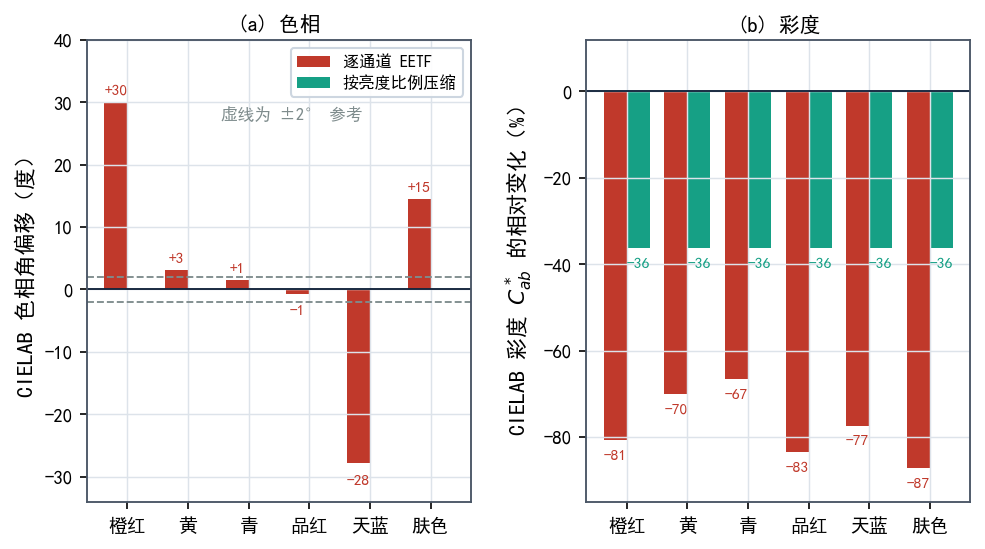 (a) 色相
CIELAB 色相角偏移（度）
40
30
20
10
0
−10
−20
−30
逐通道 EETF
按亮度比例压缩
虚线为 ±2° 参考
+30
+3
+1
−1
−28
+15
橙红 黄 青 品红 天蓝 肤色
(b) 彩度
CIELAB 彩度 C*ab 的相对变化（%）
0
−20
−40
−60
−80
−36 −36 −36 −36 −36 −36
−81
−70
−67
−83
−77
−87
橙红 黄 青 品红 天蓝 肤色